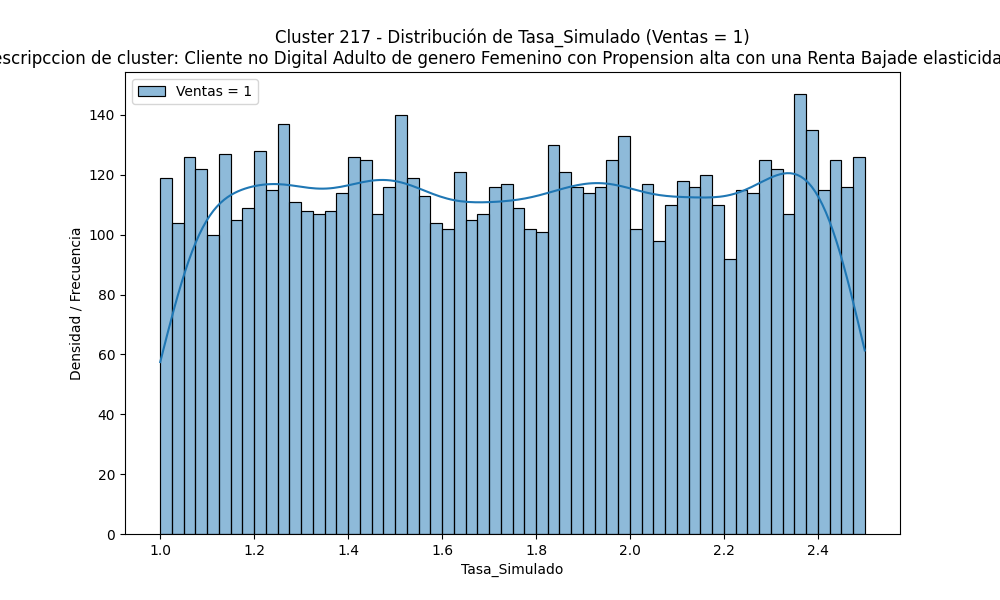 Cluster 217 - Distribución de Tasa_Simulado (Ventas = 1)
de cluster: Cliente no Digital Adulto de genero Femenino con Propension alta con una Renta Bajade
Ventas = 1
Densidad / Frecuencia
140
120
100
80
60
40
20
0
1.0 1.2 1.4 1.6 1.8 2.0 2.2 2.4
Tasa_Simulado